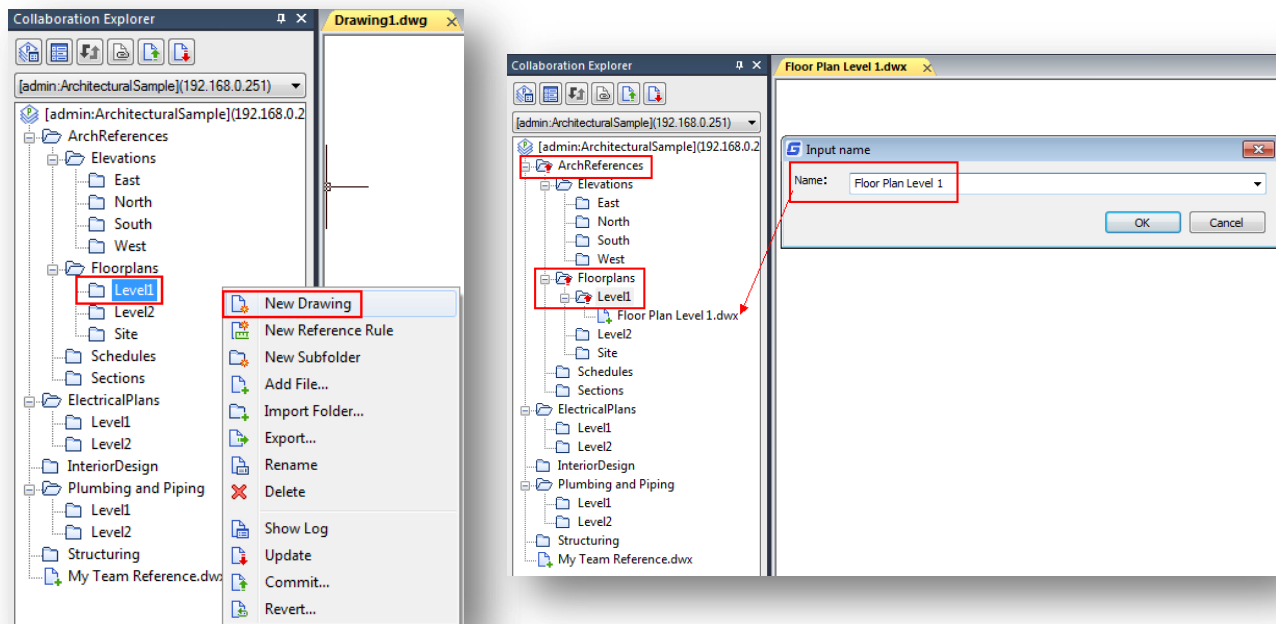 Collaboration Explorer
Drawing1.dwg
[admin:ArchitecturalSample](192.168.0.251)
[admin:ArchitecturalSample](192.168.0.2
ArchReferences
Elevations
East
North
South
West
Floorplans
Level1
Level2
Site
Schedules
Sections
ElectricalPlans
Level1
Level2
InteriorDesign
Plumbing and Piping
Level1
Level2
Structuring
My Team Reference.dwx
New Drawing
New Reference Rule
New Subfolder
Add File...
Import Folder...
Export...
Rename
Delete
Show Log
Update
Commit...
Revert...
Collaboration Explorer
Floor Plan Level 1.dwx
[admin:ArchitecturalSample](192.168.0.251)
[admin:ArchitecturalSample](192.168.0.2
ArchReferences
Elevations
East
North
South
West
Floorplans
Level1
Floor Plan Level 1.dwx
Level2
Site
Schedules
Sections
ElectricalPlans
Level1
Level2
InteriorDesign
Plumbing and Piping
Level1
Level2
Structuring
My Team Reference.dwx
Input name
Name:
Floor Plan Level 1
OK
Cancel